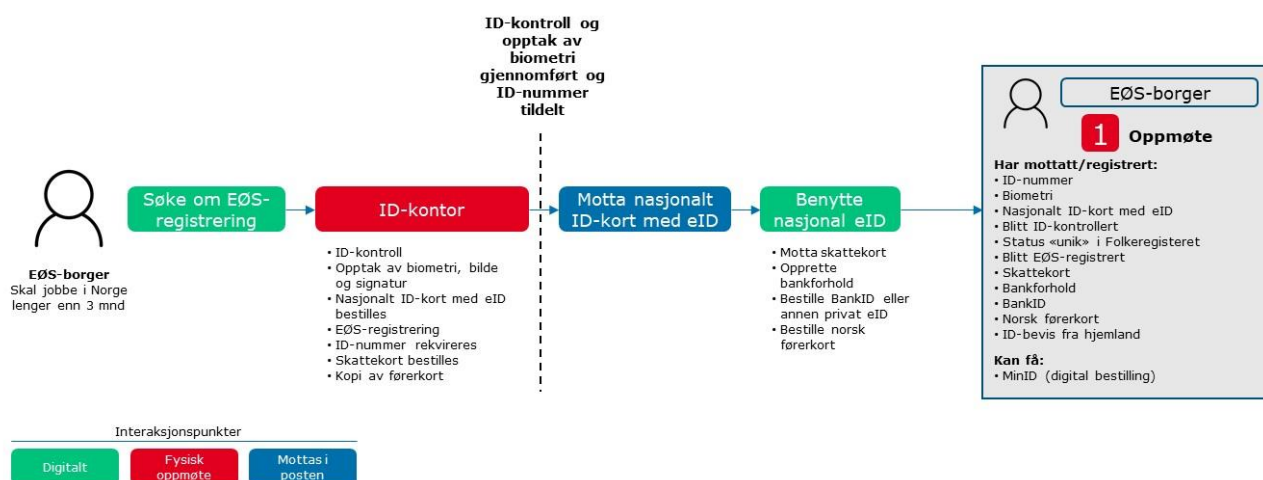 ID-kontroll og
opptak av
biometri
gjennomført og
ID-nummer
tildelt
EØS-borger
Skal jobbe i Norge
lenger enn 3 mnd
Søke om EØS-
registrering
ID-kontor
• ID-kontroll
• Opptak av biometri, bilde
og signatur
• Nasjonalt ID-kort med eID
bestilles
• EØS-registrering
• ID-nummer rekvireres
• Skattekort bestilles
• Kopi av førerkort
Motta nasjonalt
ID-kort med eID
Benytte
nasjonal eID
• Motta skattekort
• Opprette
bankforhold
• Bestille BankID eller
annen privat eID
• Bestille norsk
førerkort
EØS-borger
1 Oppmøte
Har mottatt/registrert:
• ID-nummer
• Biometri
• Nasjonalt ID-kort med eID
• Blitt ID-kontrollert
• Status «unik» i Folkeregisteret
• Blitt EØS-registrert
• Skattekort
• Bankforhold
• BankID
• Norsk førerkort
• ID-bevis fra hjemland
Kan få:
• MinID (digital bestilling)
Interaksjonspunkter
Digitalt
Fysisk
oppmøte
Mottas i
posten